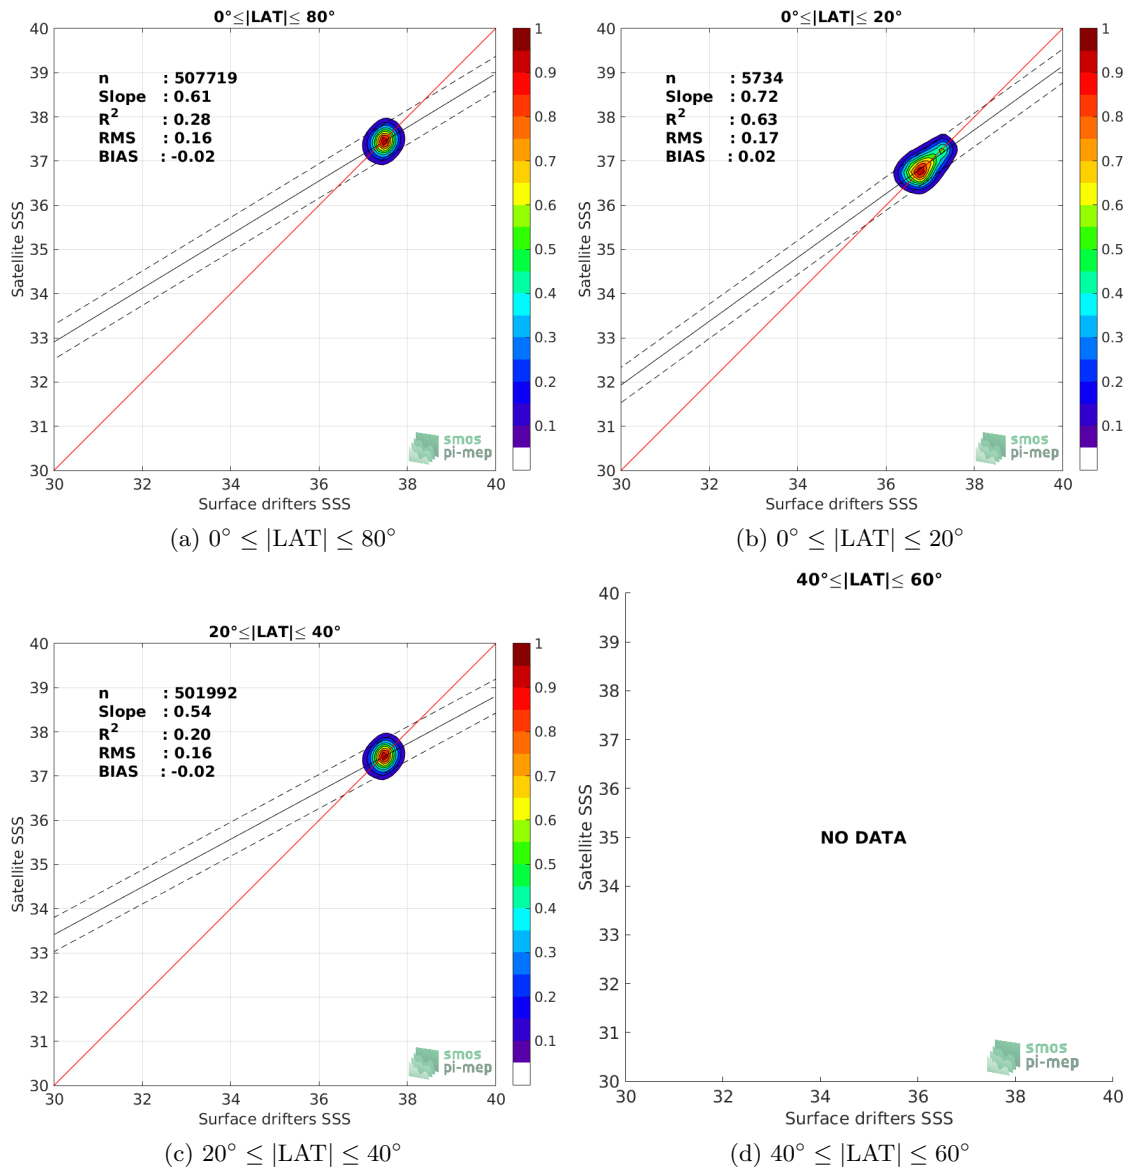 0°≤|LAT|≤ 80°
n : 507719
Slope : 0.61
R2 : 0.28
RMS : 0.16
BIAS : -0.02
40
39
38
37
36
35
34
33
32
31
30
30 32 34 36 38 40
Satellite SSS
Surface drifters SSS
1
0.9
0.8
0.7
0.6
0.5
0.4
0.3
0.2
0.1
smos
pi-mep
(a) 0° ≤ |LAT| ≤ 80°
0°≤|LAT|≤ 20°
n : 5734
Slope : 0.72
R2 : 0.63
RMS : 0.17
BIAS : 0.02
40
39
38
37
36
35
34
33
32
31
30
30 32 34 36 38 40
Satellite SSS
Surface drifters SSS
1
0.9
0.8
0.7
0.6
0.5
0.4
0.3
0.2
0.1
smos
pi-mep
(b) 0° ≤ |LAT| ≤ 20°
20°≤|LAT|≤ 40°
n : 501992
Slope : 0.54
R2 : 0.20
RMS : 0.16
BIAS : -0.02
40
39
38
37
36
35
34
33
32
31
30
30 32 34 36 38 40
Satellite SSS
Surface drifters SSS
1
0.9
0.8
0.7
0.6
0.5
0.4
0.3
0.2
0.1
smos
pi-mep
(c) 20° ≤ |LAT| ≤ 40°
40°≤|LAT|≤ 60°
40
39
38
37
36
35
34
33
32
31
30
30 32 34 36 38 40
Satellite SSS
Surface drifters SSS
NO DATA
smos
pi-mep
(d) 40° ≤ |LAT| ≤ 60°